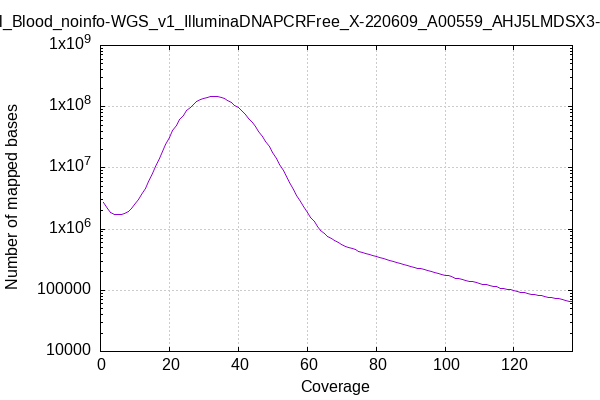 l_Blood_noinfo-WGS_v1_IlluminaDNAPCRFree_X-220609_A00559_AHJ5LMDSX3-
1x10⁹
1x10⁸
1x10⁷
1x10⁶
100000
10000
Number of mapped bases
0 20 40 60 80 100 120
Coverage